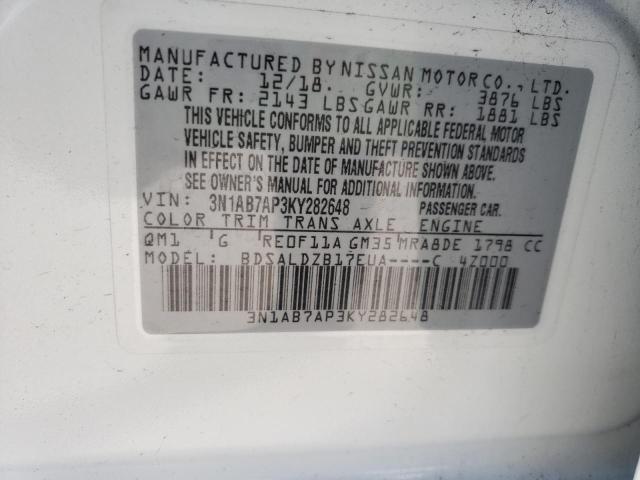 MANUFACTURED BY NISSAN MOTOR CO., LTD.
DATE: 12/18. GVWR: 3876 LBS
GAWR FR: 2143 LBS GAWR RR: 1881 LBS
THIS VEHICLE CONFORMS TO ALL APPLICABLE FEDERAL MOTOR
VEHICLE SAFETY, BUMPER AND THEFT PREVENTION STANDARDS
IN EFFECT ON THE DATE OF MANUFACTURE SHOWN ABOVE.
SEE OWNER'S MANUAL FOR ADDITIONAL INFORMATION.
VIN: 3N1AB7AP3KY282648 PASSENGER CAR.
COLOR TRIM TRANS AXLE ENGINE
QM1 G RE0F11A GM35 MRA8DE 1798 CC
MODEL: BDSALDZB17EUA----C 4Z000
3N1AB7AP3KY282648